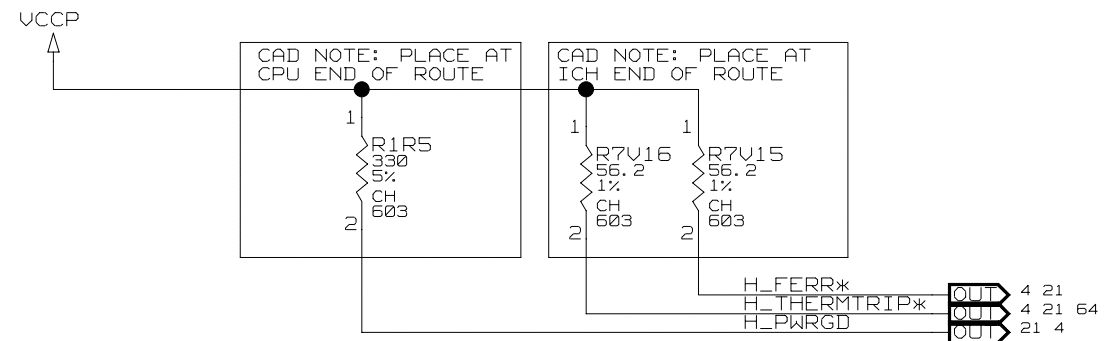 VCCP
CAD NOTE: PLACE AT
CPU END OF ROUTE
CAD NOTE: PLACE AT
ICH END OF ROUTE
1
R1R5
330
5%
CH
603
2
1
R7V16
56.2
1%
CH
603
2
1
R7V15
56.2
1%
CH
603
2
H_FERR*
OUT
4 21
H_THERMTRIP*
OUT
4 21 64
H_PWRGD
OUT
21 4